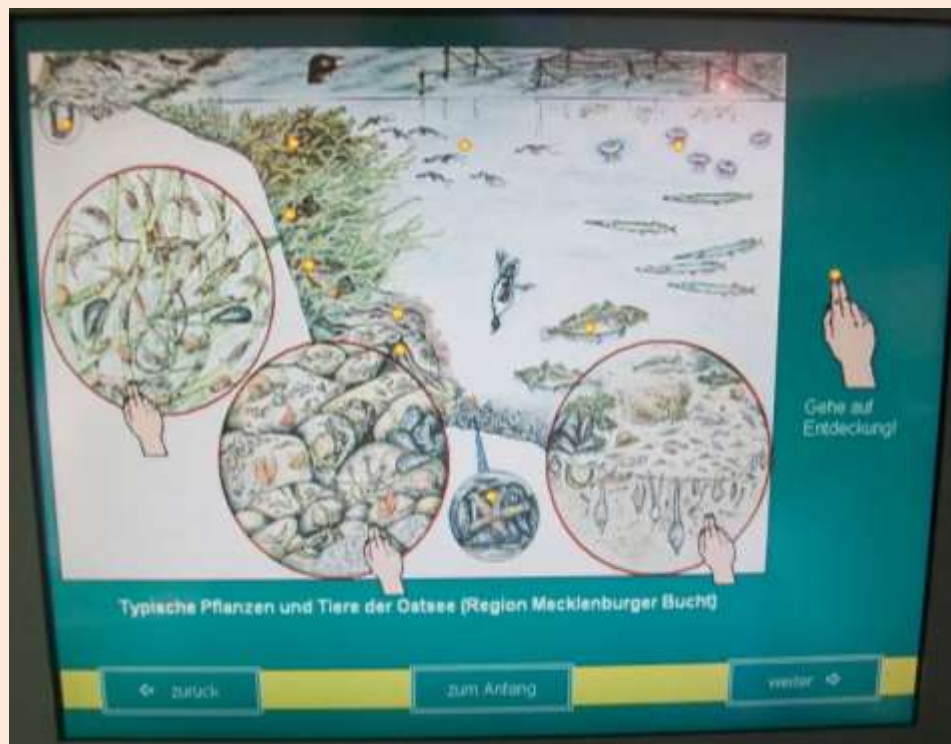 Gehe auf
Entdeckung!
Typische Pflanzen und Tiere der Ostsee (Region Mecklenburger Bucht)
zurück
zum Anfang
weiter